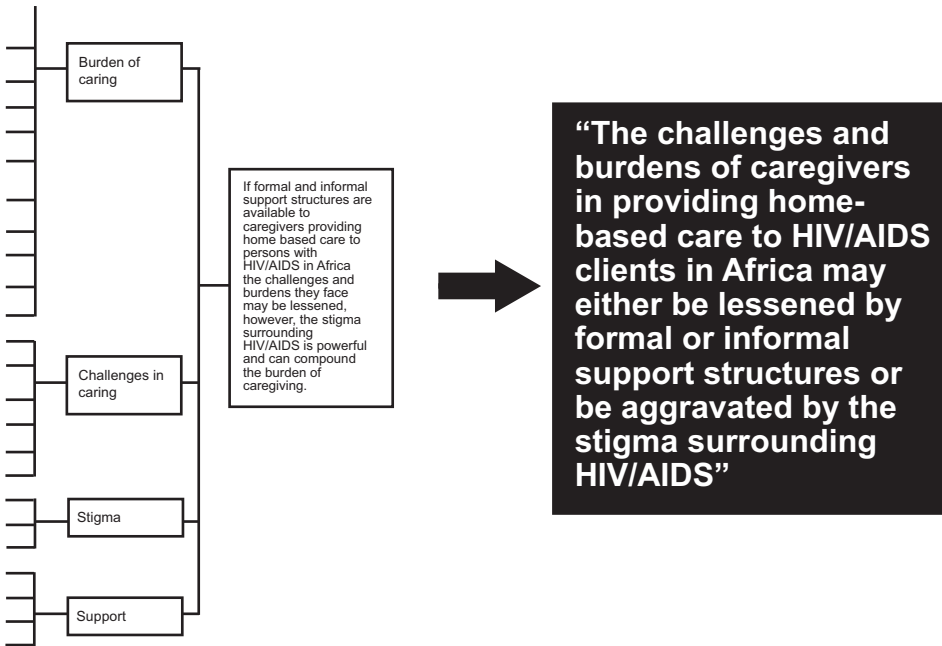 Burden of
caring
If formal and informal
support structures are
available to
caregivers providing
home based care to
persons with
HIV/AIDS in Africa
the challenges and
burdens they face
may be lessened,
however, the stigma
surrounding
HIV/AIDS is powerful
and can compound
the burden of
caregiving.
Challenges in
caring
Stigma
Support
“The challenges and
burdens of caregivers
in providing home-
based care to HIV/AIDS
clients in Africa may
either be lessened by
formal or informal
support structures or
be aggravated by the
stigma surrounding
HIV/AIDS”